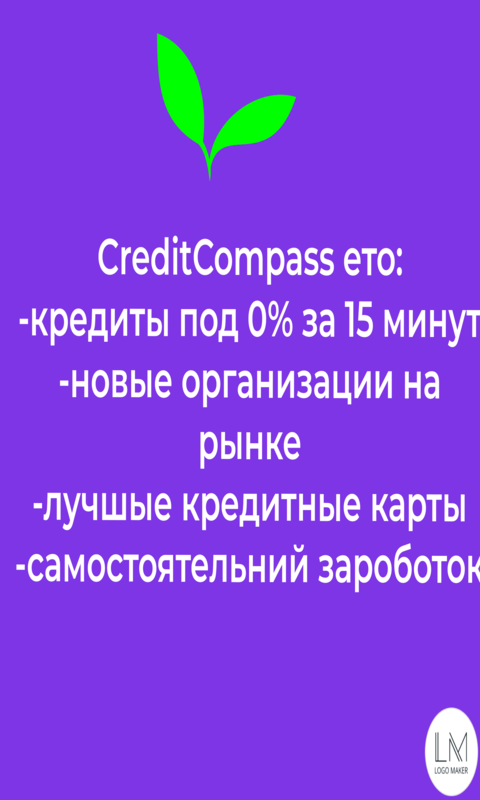 CreditCompass ето:
-кредиты под 0% за 15 минут
-новые организации на
рынке
-лучшые кредитные карты
-самостоятельний зароботок
LM
LOGO MAKER